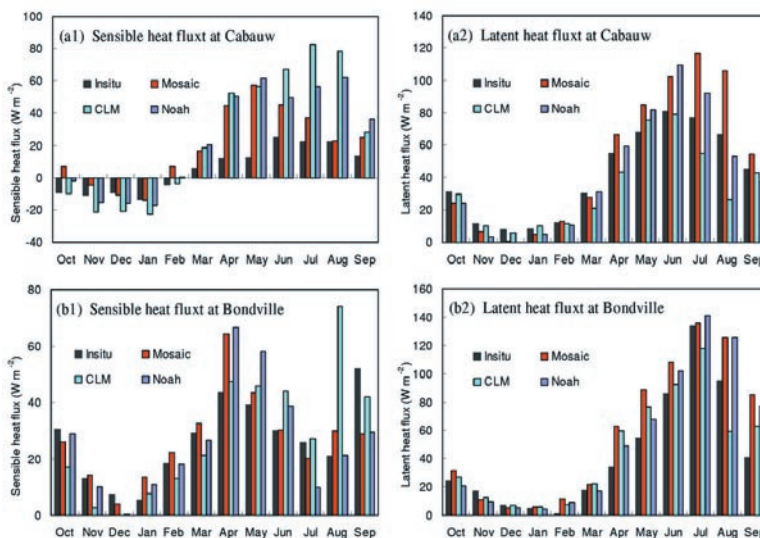 (a1) Sensible heat fluxt at Cabauw
Insitu Mosaic
CLM Noah
Sensible heat flux (W m⁻²)
100
80
60
40
20
0
-20
-40
Oct Nov Dec Jan Feb Mar Apr May Jun Jul Aug Sep
(a2) Latent heat fluxt at Cabauw
Insitu Mosaic
CLM Noah
Latent heat flux (W m⁻²)
140
120
100
80
60
40
20
0
Oct Nov Dec Jan Feb Mar Apr May Jun Jul Aug Sep
(b1) Sensible heat fluxt at Bondville
Insitu Mosaic
CLM Noah
Sensible heat flux (W m⁻²)
80
60
40
20
0
Oct Nov Dec Jan Feb Mar Apr May Jun Jul Aug Sep
(b2) Latent heat fluxt at Bondville
Insitu Mosaic
CLM Noah
Latent heat flux (W m⁻²)
160
140
120
100
80
60
40
20
0
Oct Nov Dec Jan Feb Mar Apr May Jun Jul Aug Sep